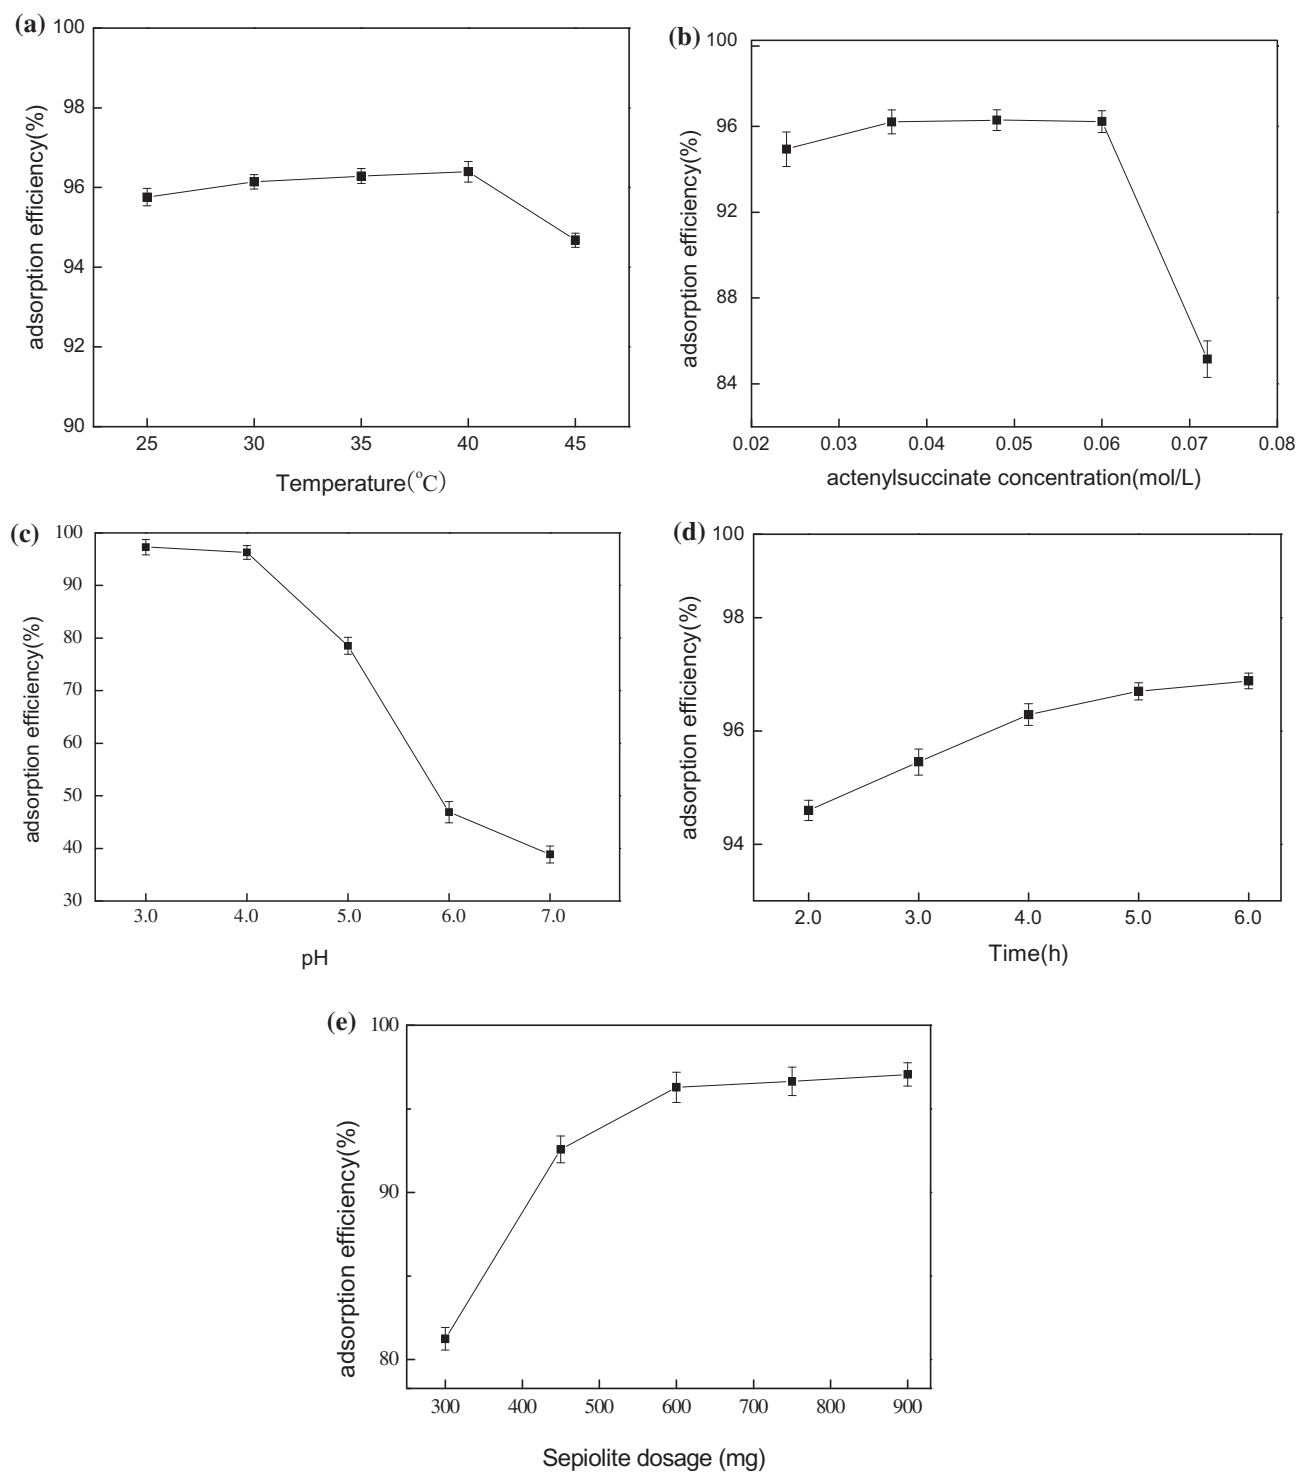 (a)
100
98
96
94
92
90
adsorption efficiency(%)
25 30 35 40 45
Temperature(°C)
(b)
100
96
92
88
84
adsorption efficiency(%)
0.02 0.03 0.04 0.05 0.06 0.07 0.08
actenylsuccinate concentration(mol/L)
(c)
100
90
80
70
60
50
40
30
adsorption efficiency(%)
3.0 4.0 5.0 6.0 7.0
pH
(d)
100
98
96
94
adsorption efficiency(%)
2.0 3.0 4.0 5.0 6.0
Time(h)
(e)
100
90
80
adsorption efficiency(%)
300 400 500 600 700 800 900
Sepiolite dosage (mg)